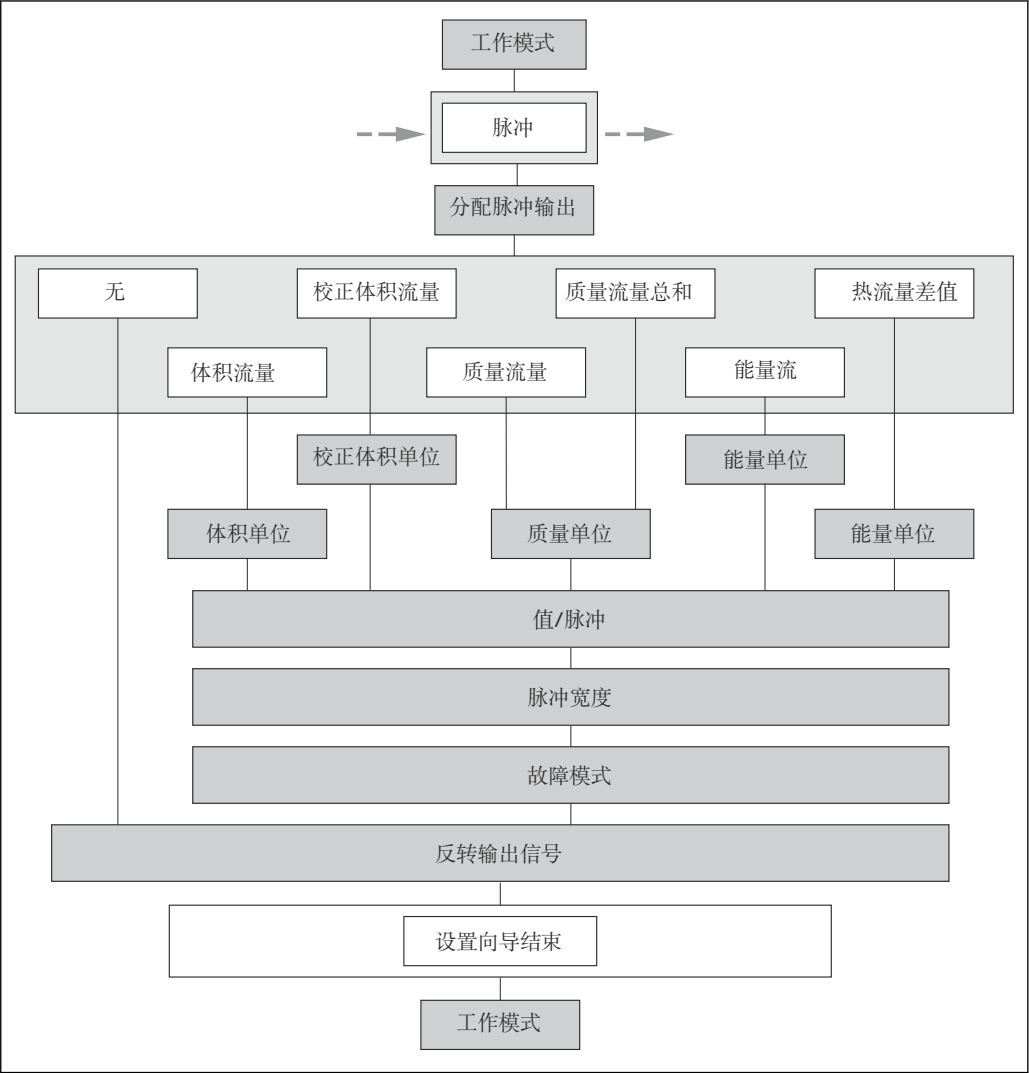 工作模式
脉冲
分配脉冲输出
无
校正体积流量
质量流量总和
热流量差值
体积流量
质量流量
能量流
校正体积单位
能量单位
体积单位
质量单位
能量单位
值/脉冲
脉冲宽度
故障模式
反转输出信号
设置向导结束
工作模式